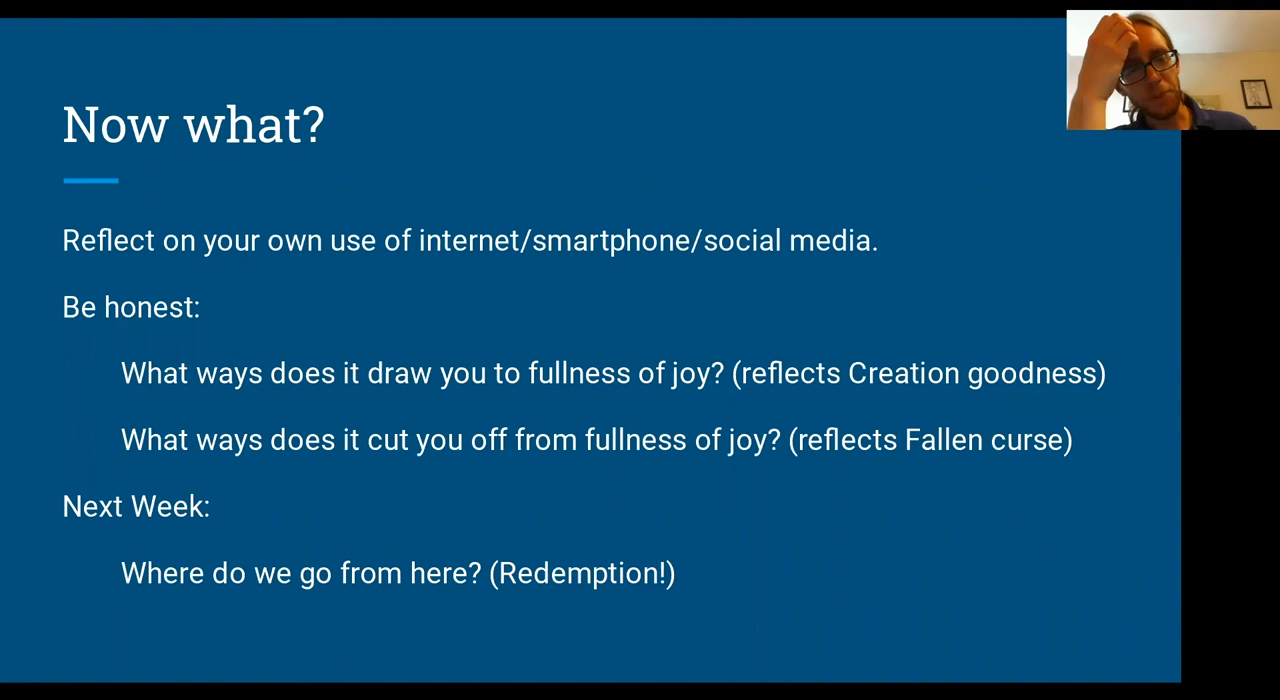 Now what?
Reflect on your own use of internet/smartphone/social media.
Be honest:
What ways does it draw you to fullness of joy? (reflects Creation goodness)
What ways does it cut you off from fullness of joy? (reflects Fallen curse)
Next Week:
Where do we go from here? (Redemption!)